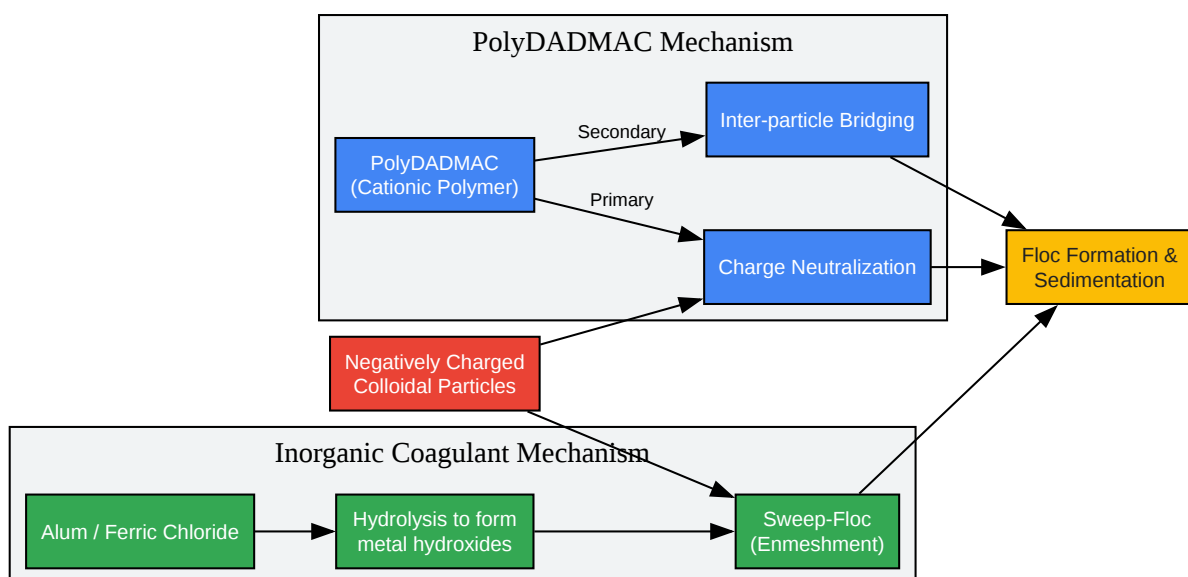 PolyDADMAC Mechanism
Inter-particle Bridging
Secondary
PolyDADMAC
(Cationic Polymer)
Primary
Charge Neutralization
Floc Formation &
Sedimentation
Negatively Charged
Colloidal Particles
Inorganic Coagulant Mechanism
Alum / Ferric Chloride
Hydrolysis to form
metal hydroxides
Sweep-Floc
(Enmeshment)